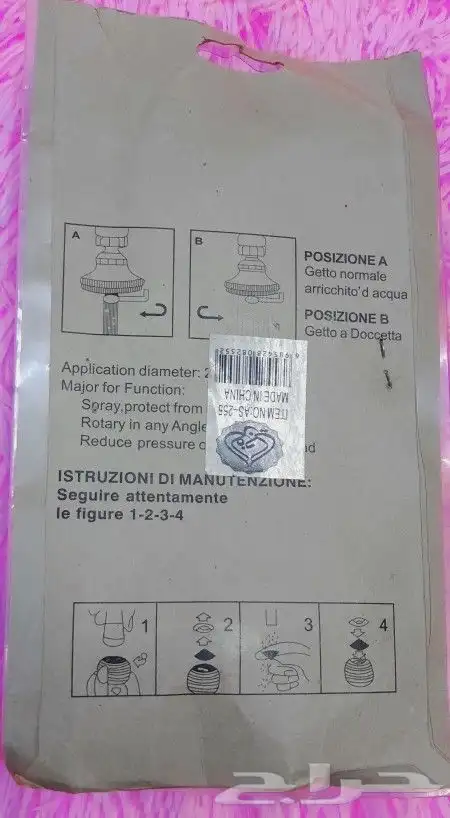 A
B
POSIZIONE A
Getto normale
arricchito'd acqua
POSIZIONE B
Getto a Doccetta
Application diameter: 2
Major for Function:
Spray,protect from
Rotary in any Angle
Reduce pressure
ITEM NO:AS-255
MADE IN CHINA
ISTRUZIONI DI MANUTENZIONE:
Seguire attentamente
le figure 1-2-3-4
1
2
3
4
حراج